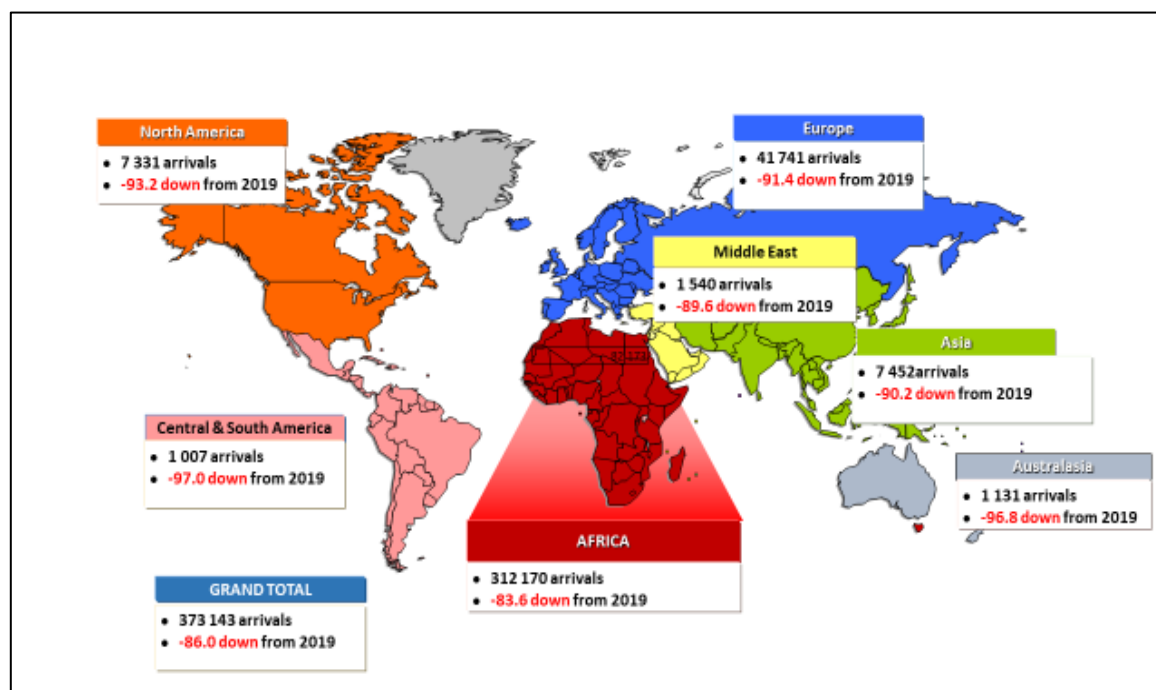 North America
• 7 331 arrivals
• -93.2 down from 2019
Europe
• 41 741 arrivals
• -91.4 down from 2019
Middle East
• 1 540 arrivals
• -89.6 down from 2019
Asia
• 7 452arrivals
• -90.2 down from 2019
Central & South America
• 1 007 arrivals
• -97.0 down from 2019
Australasia
• 1 131 arrivals
• -96.8 down from 2019
AFRICA
• 312 170 arrivals
• -83.6 down from 2019
GRAND TOTAL
• 373 143 arrivals
• -86.0 down from 2019